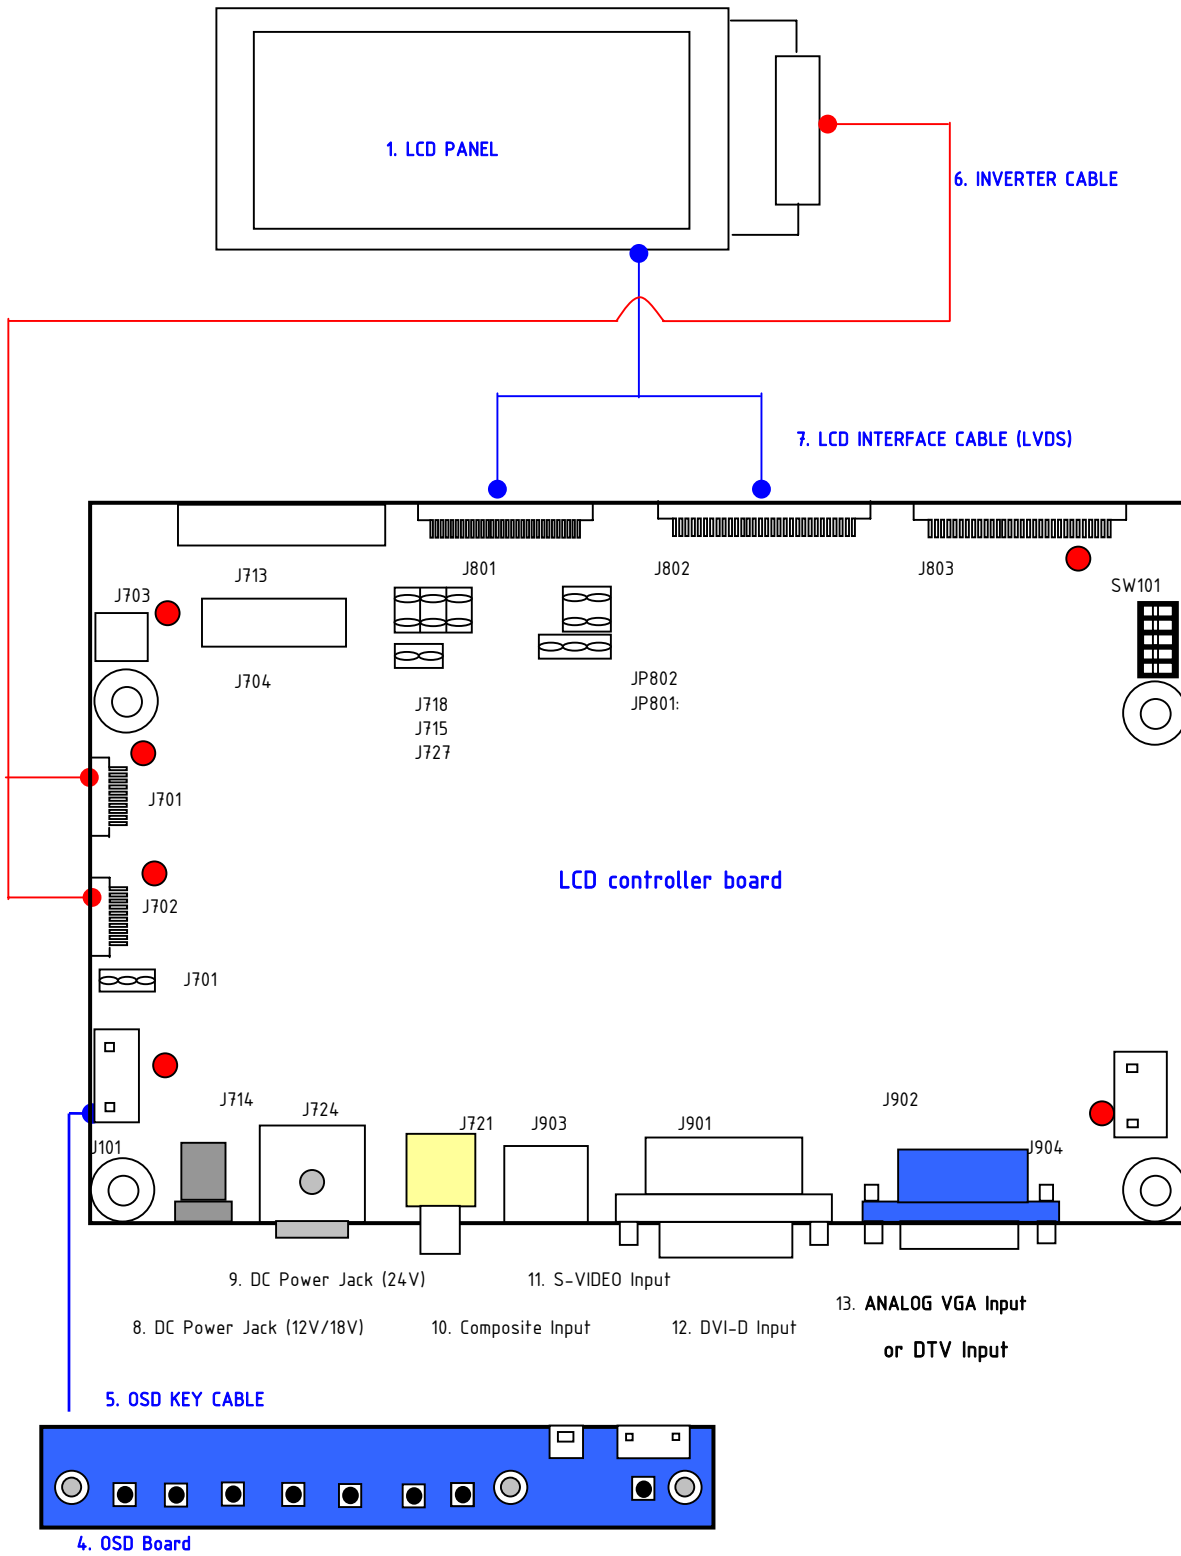 1. LCD PANEL
6. INVERTER CABLE
7. LCD INTERFACE CABLE (LVDS)
J713
J801
J802
J803
SW101
J703
J704
J718
J715
J727
JP802
JP801:
J701
J702
LCD controller board
J701
J714
J724
J721
J903
J901
J902
J101
J904
9. DC Power Jack (24V)
11. S-VIDEO Input
13. ANALOG VGA Input
8. DC Power Jack (12V/18V)
10. Composite Input
12. DVI-D Input
or DTV Input
5. OSD KEY CABLE
4. OSD Board